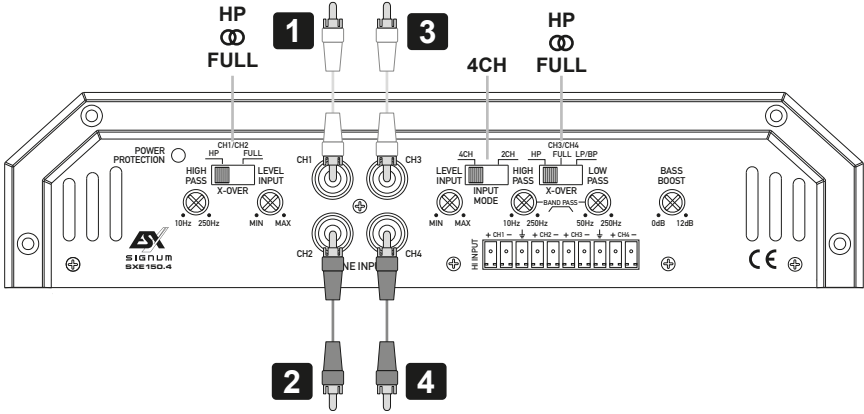 HP
FULL
1
3
4CH
HP
FULL
POWER
PROTECTION
CH1/CH2
HP FULL
X-OVER
HIGH
PASS
10Hz 250Hz
LEVEL
INPUT
MIN MAX
CH1
CH3
CH2
CH4
NE INPU
LEVEL
INPUT
MIN MAX
4CH 2CH
INPUT
MODE
HIGH
PASS
10Hz 250Hz
CH3/CH4
HP FULL LP/BP
X-OVER
BAND PASS
LOW
PASS
50Hz 250Hz
BASS
BOOST
0dB 12dB
HI INPUT
+ CH1 − + CH2 − + CH3 − + CH4 −
ESX
SIGNUM
SXE150.4
CE
2
4